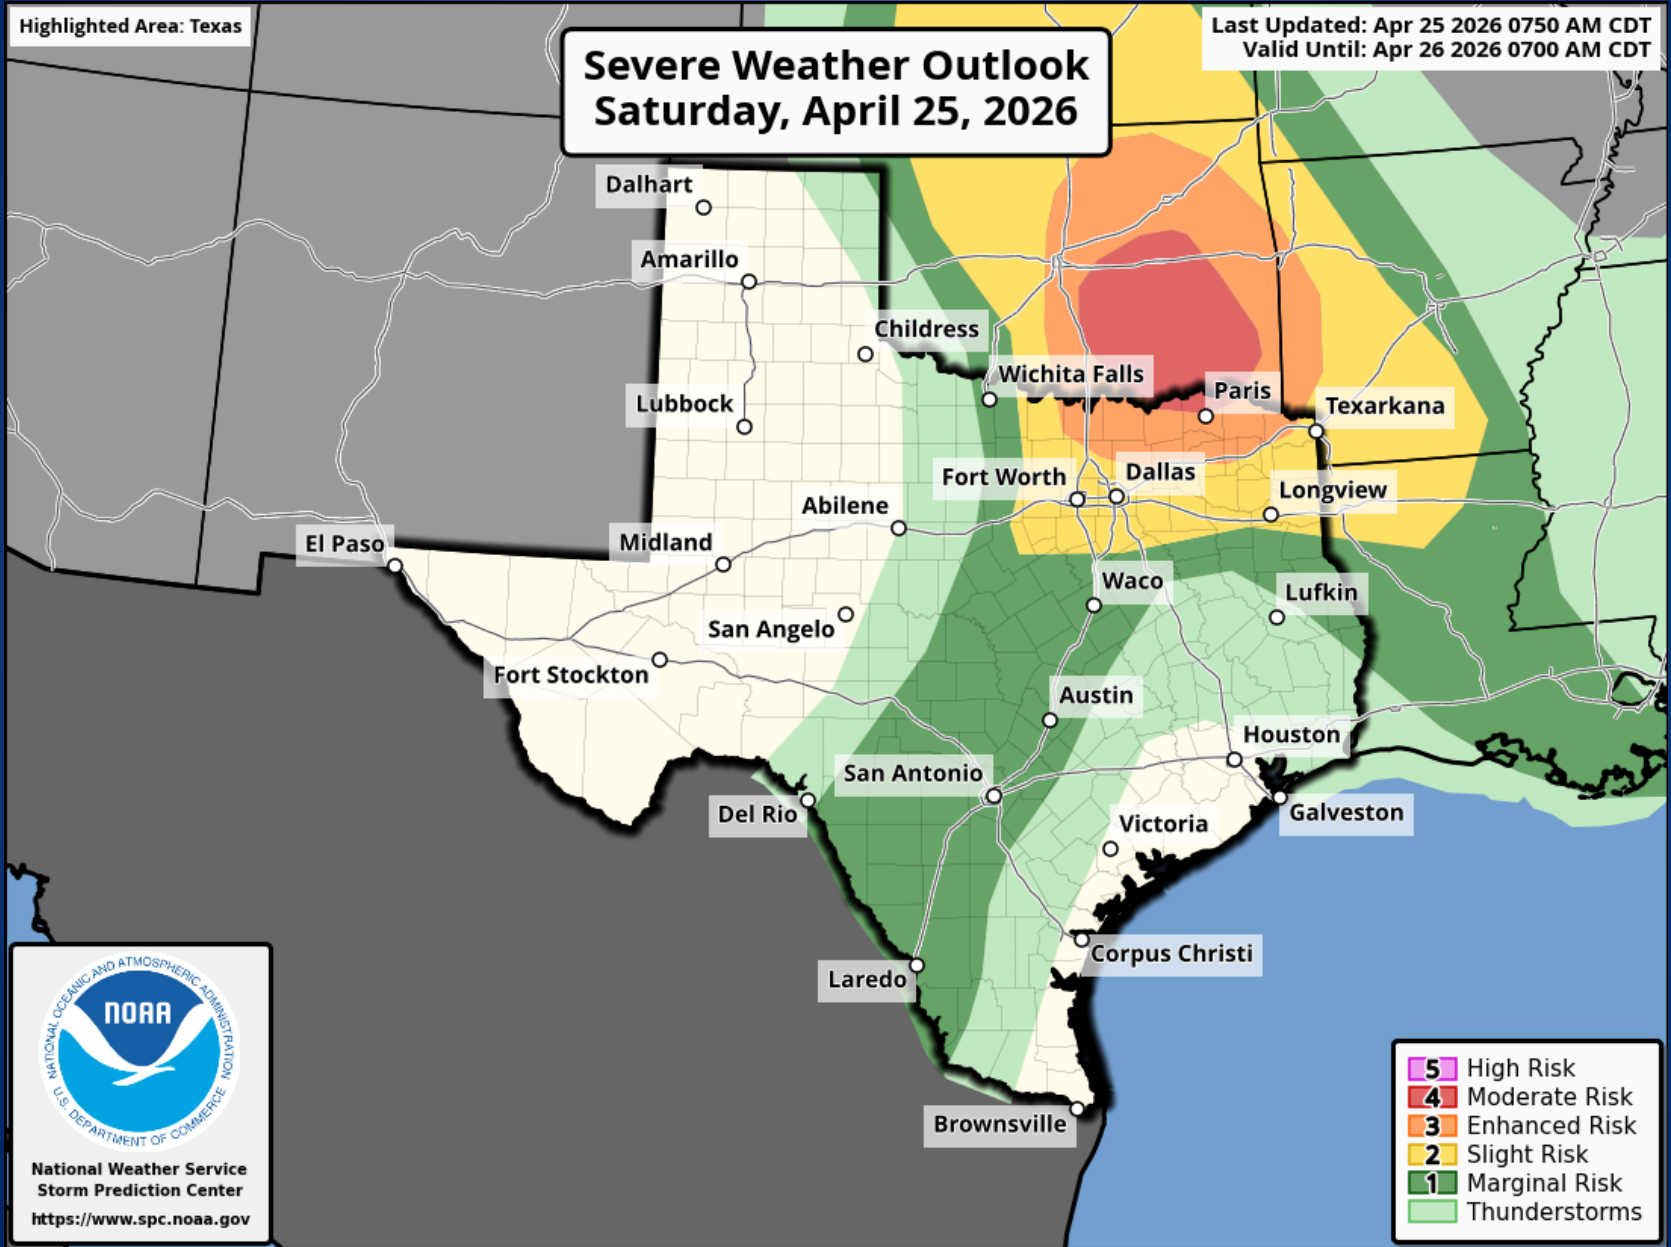 Highlighted Area: Texas
Severe Weather Outlook
Saturday, April 25, 2026
Last Updated: Apr 25 2026 0750 AM CDT
Valid Until: Apr 26 2026 0700 AM CDT
Dalhart
Amarillo
Childress
Wichita Falls
Paris
Lubbock
Texarkana
Fort Worth
Dallas
Longview
Abilene
El Paso
Midland
Waco
Lufkin
San Angelo
Fort Stockton
Austin
Houston
San Antonio
Del Rio
Galveston
Victoria
Corpus Christi
Laredo
Brownsville
NATIONAL OCEANIC AND ATMOSPHERIC ADMINISTRATION
NOAA
U.S. DEPARTMENT OF COMMERCE
National Weather Service
Storm Prediction Center
https://www.spc.noaa.gov
5 High Risk
4 Moderate Risk
3 Enhanced Risk
2 Slight Risk
1 Marginal Risk
Thunderstorms